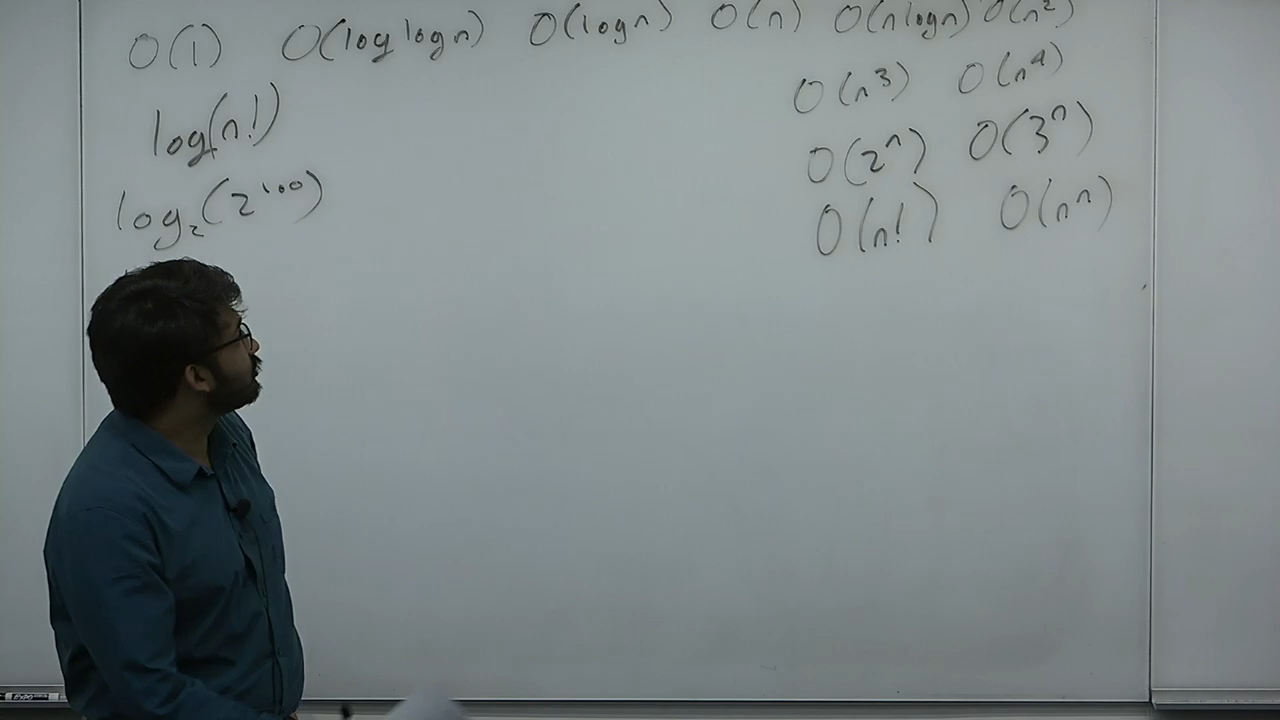 O(1) O(log log n) O(log n) O(n) O(n log n) O(n²)
O(n³) O(n⁴)
log(n!)
O(2ⁿ) O(3ⁿ)
log₂(2¹⁰⁰)
O(n!) O(nⁿ)